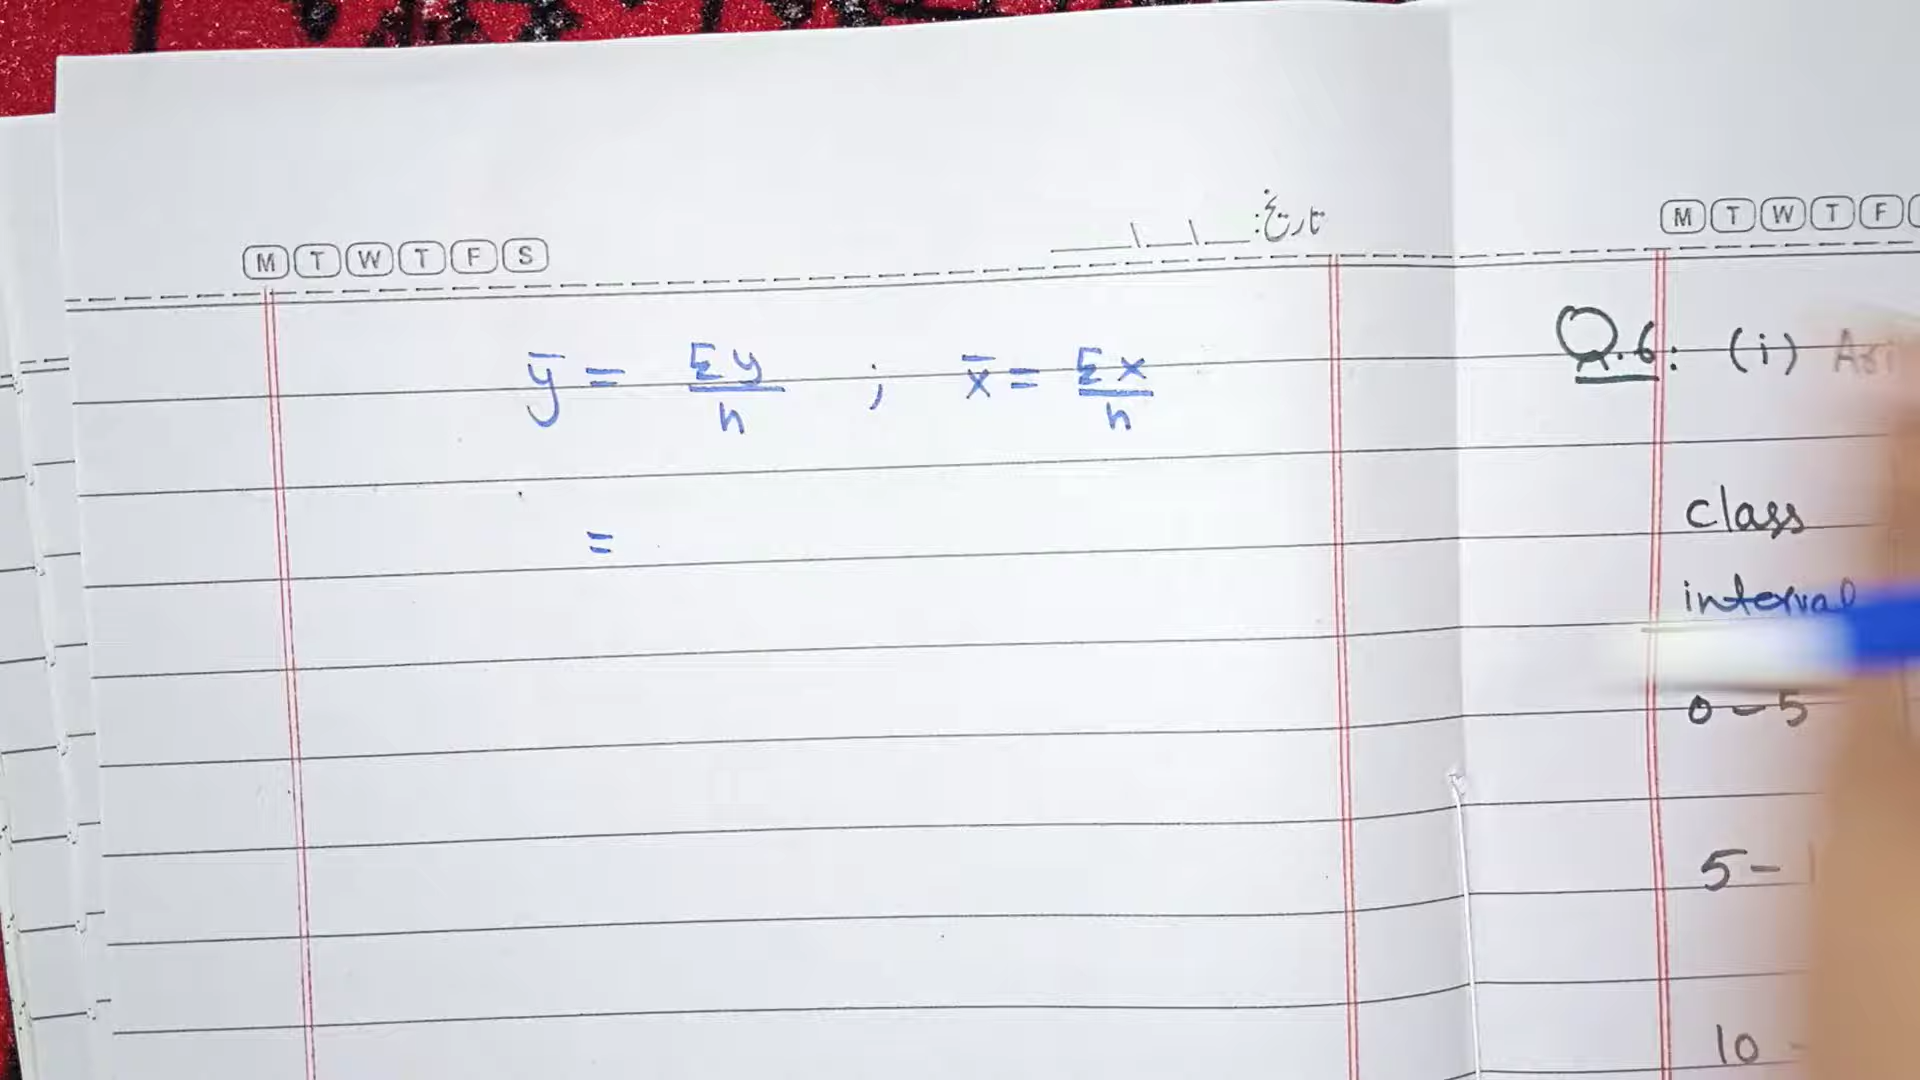 M T W T F S
تاریخ:
ȳ = Σy/n ; x̄ = Σx/n
=
M T W T F
Q.6: (i)
class
interval
0 - 5
5 -
10 -